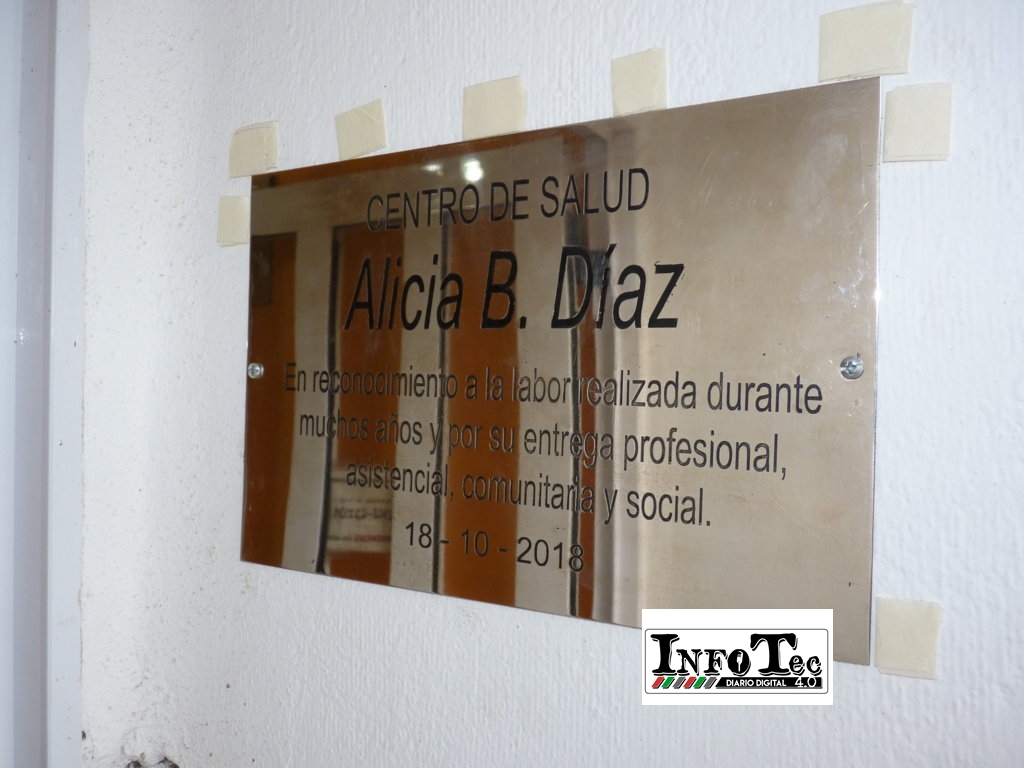 CENTRO DE SALUD
Alicia B. Díaz
En reconocimiento a la labor realizada durante
muchos años y por su entrega profesional,
asistencial, comunitaria y social.
18 - 10 - 2018
INFOTEC
DIARIO DIGITAL 4.0